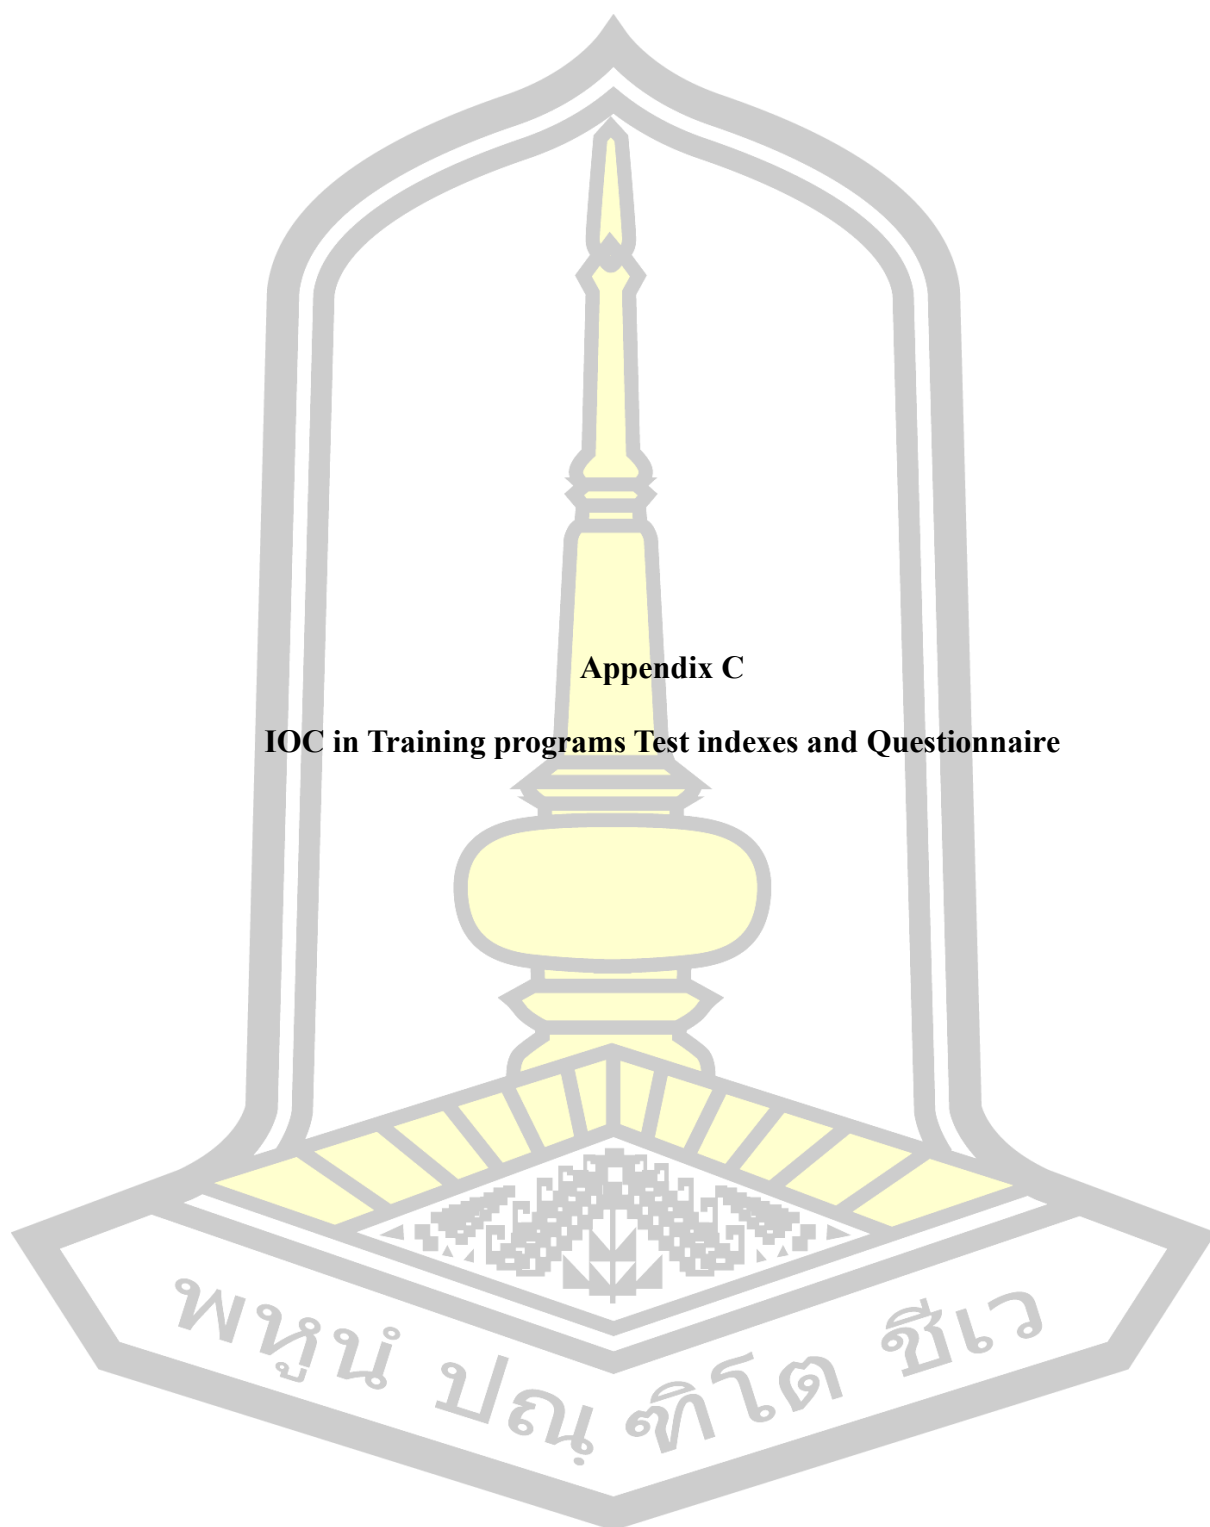 Appendix C
IOC in Training programs Test indexes and Questionnaire
พหูนํ ปณฺฑิโต ชีเว